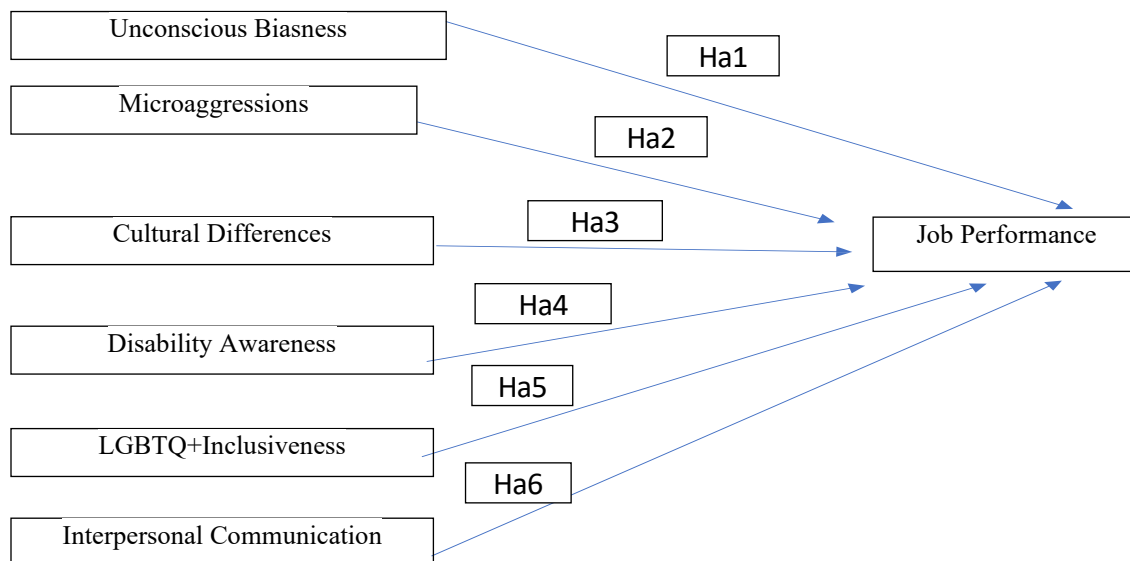 Unconscious Biasness
Ha1
Microaggressions
Ha2
Cultural Differences
Ha3
Job Performance
Ha4
Disability Awareness
Ha5
LGBTQ+Inclusiveness
Ha6
Interpersonal Communication